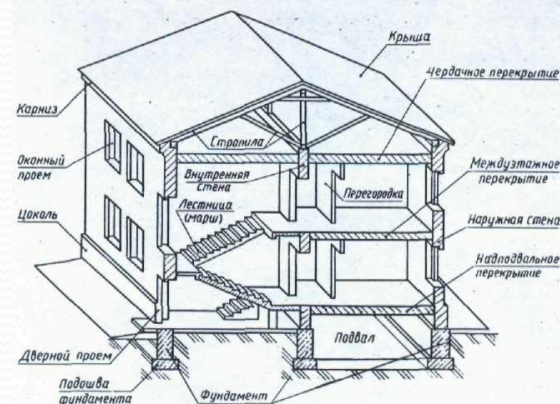 Крыша
Чердачное перекрытие
Карниз
Стропила
Оконный
проем
Внутренная
стена
Перегородка
Междуэтажное
перекрытие
Лестница
(марш)
Цоколь
Наружная стена
Надподвальное
перекрытие
Подвал
Дверной проем
Подошва
фундамента
Фундамент